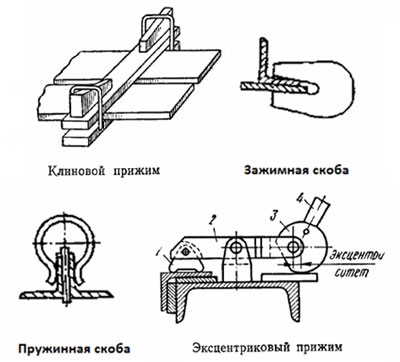 Клиновой прижим
Зажимная скоба
1
2
3
4
Эксцентри
ситет
Пружинная скоба
Эксцентриковый прижим